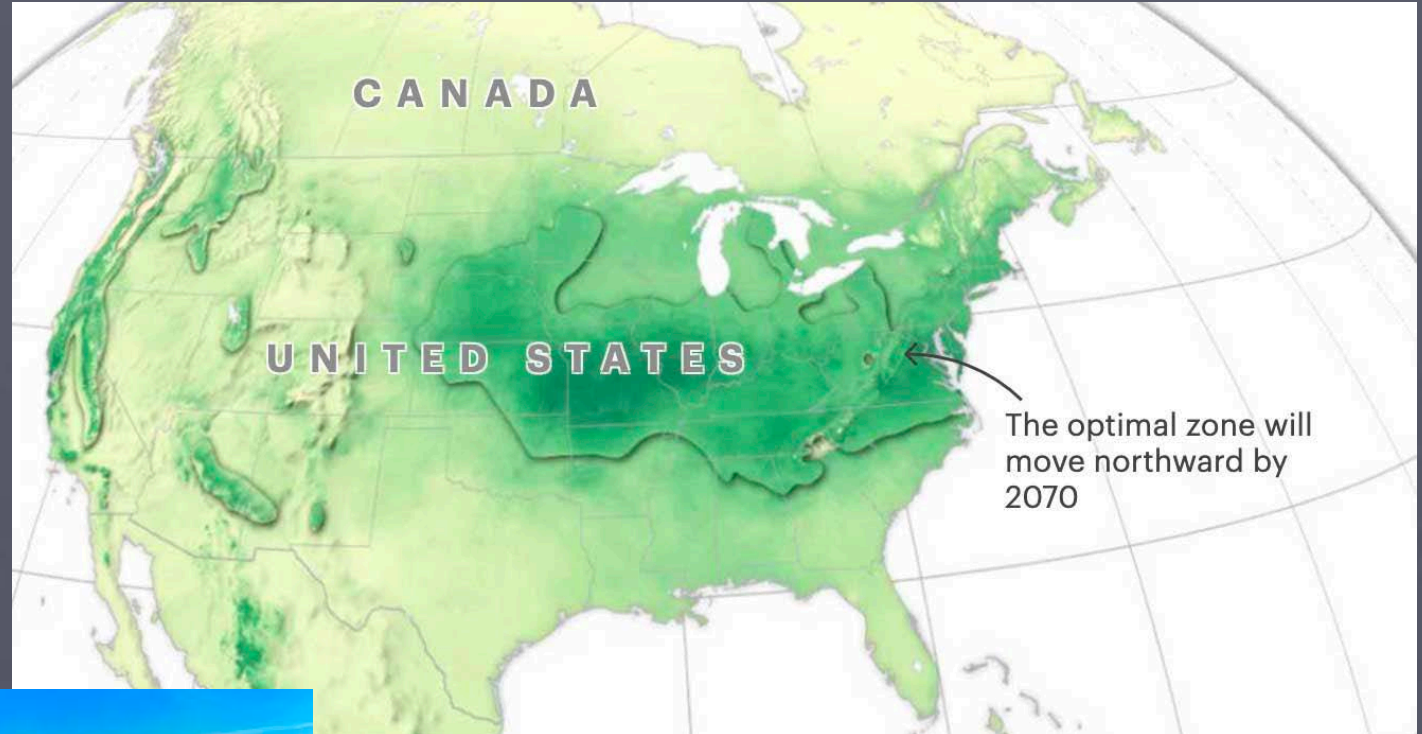 CANADA
UNITED STATES
The optimal zone will
move northward by
2070